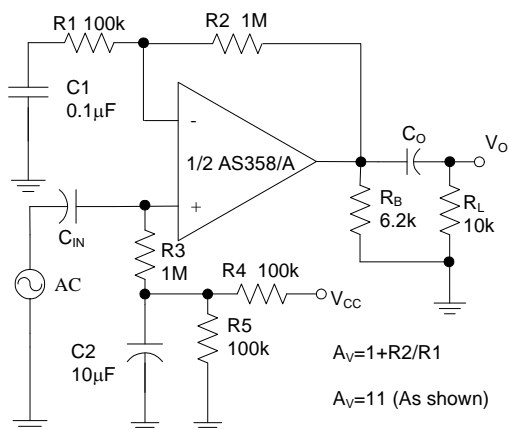 R1 100k
R2 1M
C1
0.1μF
-
1/2 AS358/A
+
CO
VO
RB
6.2k
RL
10k
CIN
R3
1M
AC
R4 100k
VCC
R5
100k
C2
10μF
AV=1+R2/R1
AV=11 (As shown)